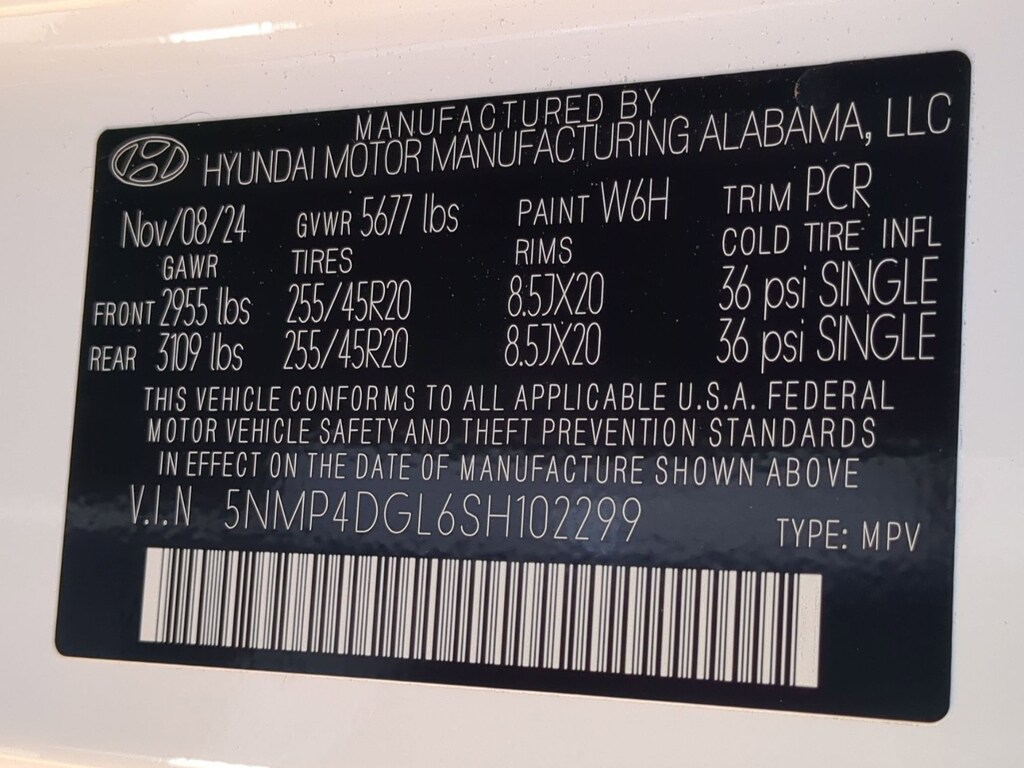 MANUFACTURED BY
HYUNDAI MOTOR MANUFACTURING ALABAMA, LLC
Nov/08/24 GVWR 5677 lbs PAINT W6H TRIM PCR
GAWR TIRES RIMS COLD TIRE INFL
FRONT 2955 lbs 255/45R20 8.5JX20 36 psi SINGLE
REAR 3109 lbs 255/45R20 8.5JX20 36 psi SINGLE
THIS VEHICLE CONFORMS TO ALL APPLICABLE U.S.A. FEDERAL
MOTOR VEHICLE SAFETY AND THEFT PREVENTION STANDARDS
IN EFFECT ON THE DATE OF MANUFACTURE SHOWN ABOVE
V.I.N 5NMP4DGL6SH102299 TYPE: MPV